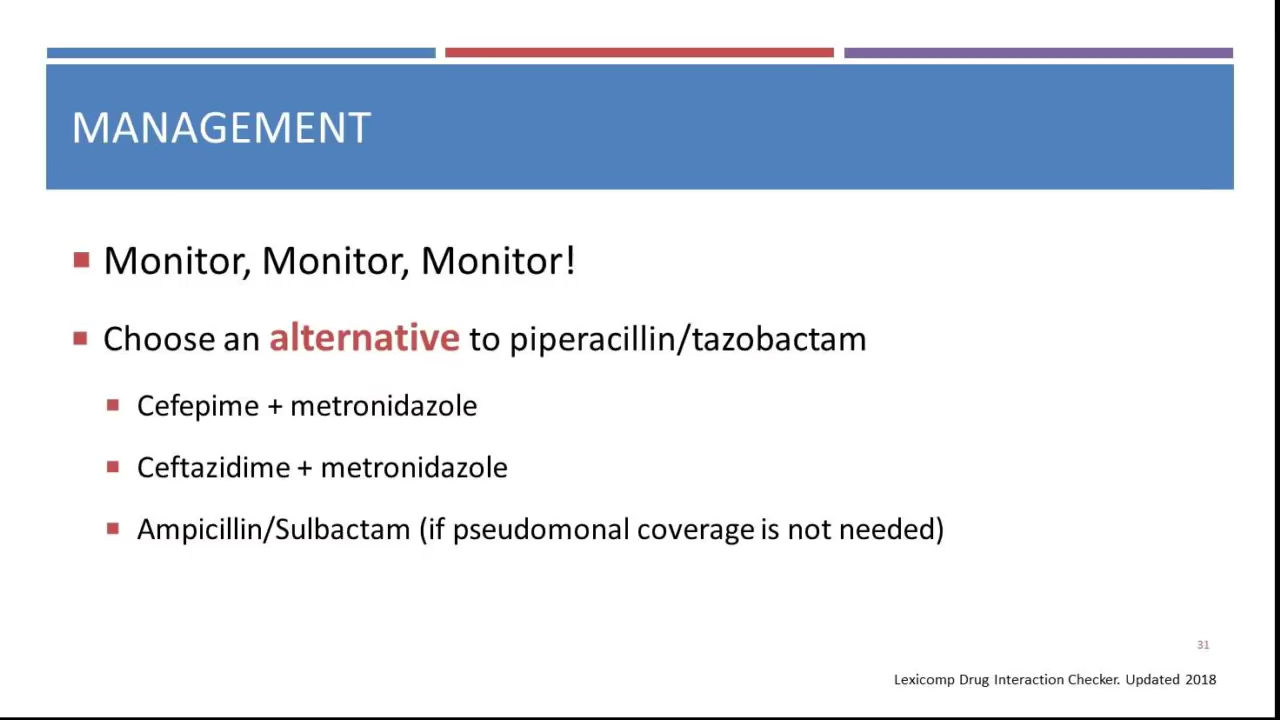 MANAGEMENT
Monitor, Monitor, Monitor!
Choose an alternative to piperacillin/tazobactam
Cefepime + metronidazole
Ceftazidime + metronidazole
Ampicillin/Sulbactam (if pseudomonal coverage is not needed)
31
Lexicomp Drug Interaction Checker. Updated 2018